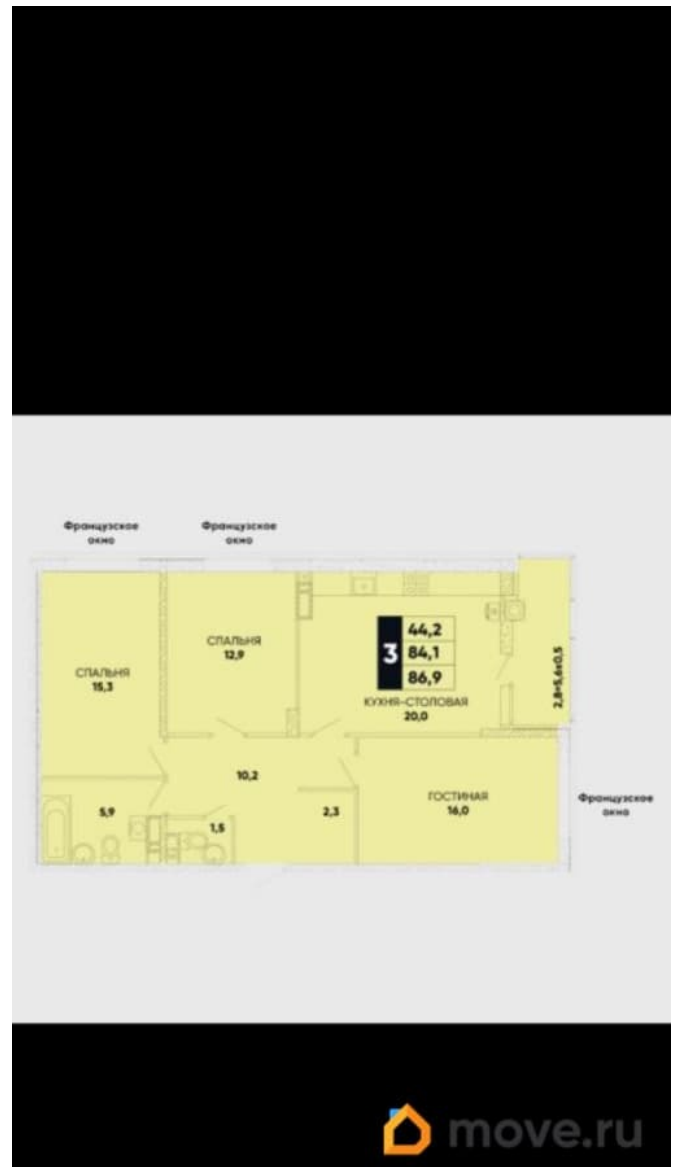 Французское
окно
Французское
окно
СПАЛЬНЯ
15,3
СПАЛЬНЯ
12,9
3
44,2
84,1
86,9
КУХНЯ-СТОЛОВАЯ
20,0
2,8=5,6х0,5
10,2
5,9
1,5
2,3
ГОСТИНАЯ
16,0
Французское
окно
move.ru